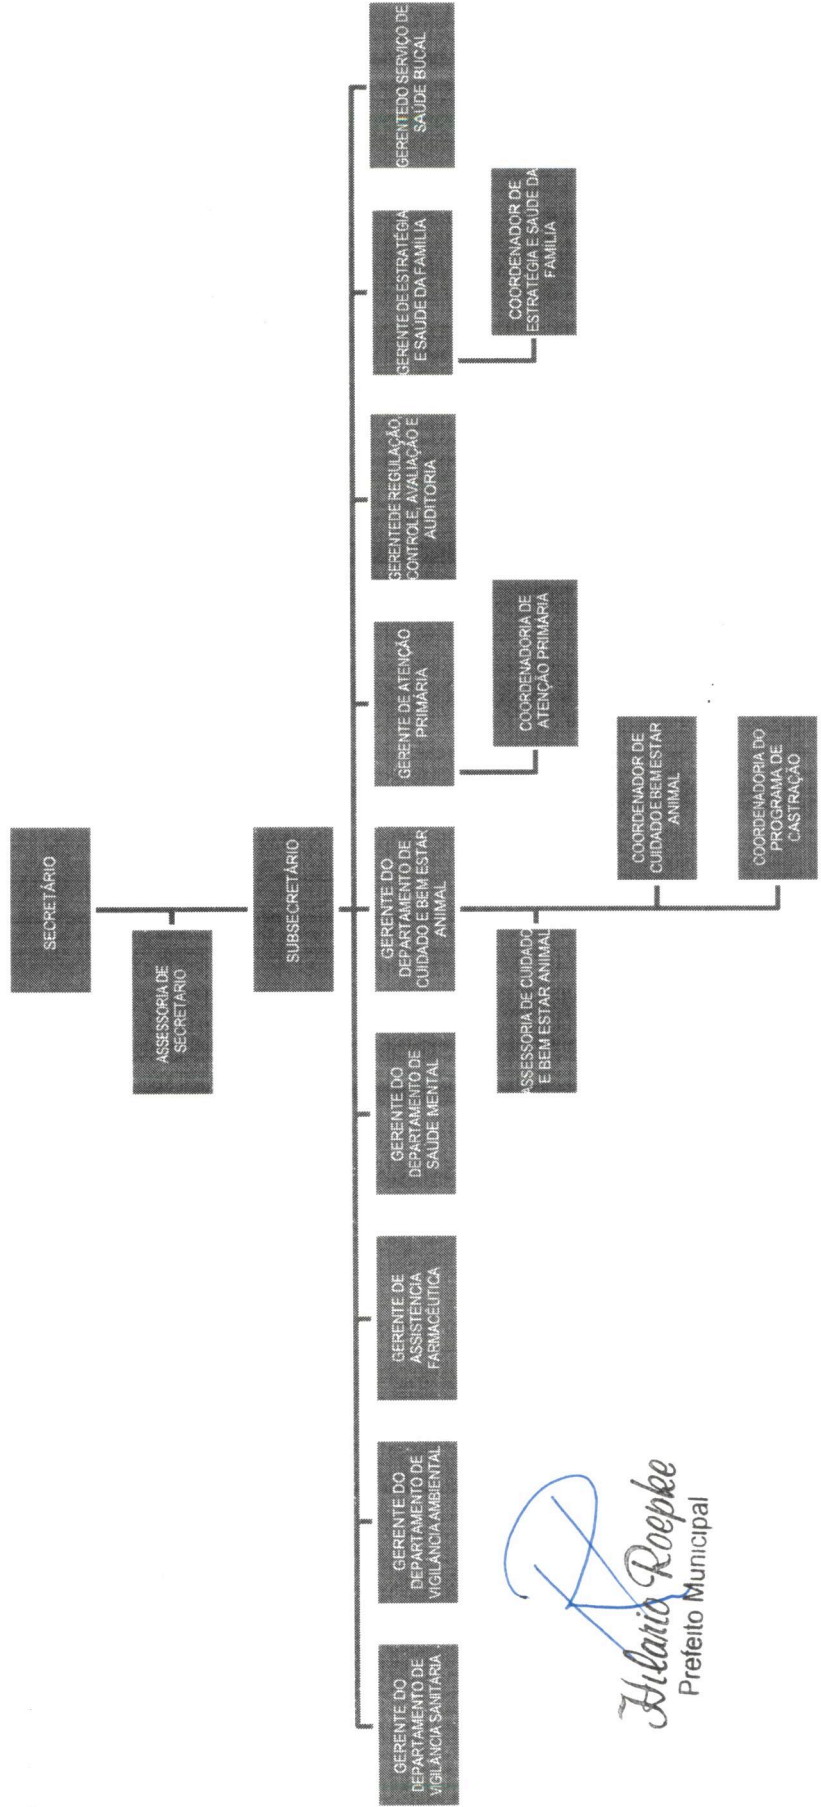 SECRETÁRIO
ASSESSORIA DE
SECRETÁRIO
SUBSECRETÁRIO
GERENTE DO
DEPARTAMENTO DE
VIGILÂNCIA SANITÁRIA
GERENTE DO
DEPARTAMENTO DE
VIGILÂNCIA AMBIENTAL
GERENTE DE
ASSISTÊNCIA
FARMACÊUTICA
GERENTE DO
DEPARTAMENTO DE
SAÚDE MENTAL
GERENTE DO
DEPARTAMENTO DE
CUIDADO E BEM ESTAR
ANIMAL
GERENTE DE ATENÇÃO
PRIMÁRIA
GERENTE DE REGULAÇÃO,
CONTROLE, AVALIAÇÃO E
AUDITORIA
GERENTE DE ESTRATÉGIA
E SAÚDE DA FAMÍLIA
GERENTE DO SERVIÇO DE
SAÚDE BUCAL
ASSESSORIA DE CUIDADO
E BEM ESTAR ANIMAL
COORDENADORIA DE
ATENÇÃO PRIMÁRIA
COORDENADOR DE
ESTRATÉGIA E SAÚDE DA
FAMÍLIA
COORDENADOR DE
CUIDADO E BEM ESTAR
ANIMAL
COORDENADORIA DO
PROGRAMA DE
CASTRAÇÃO
Hilario Roepke
Prefeito Municipal